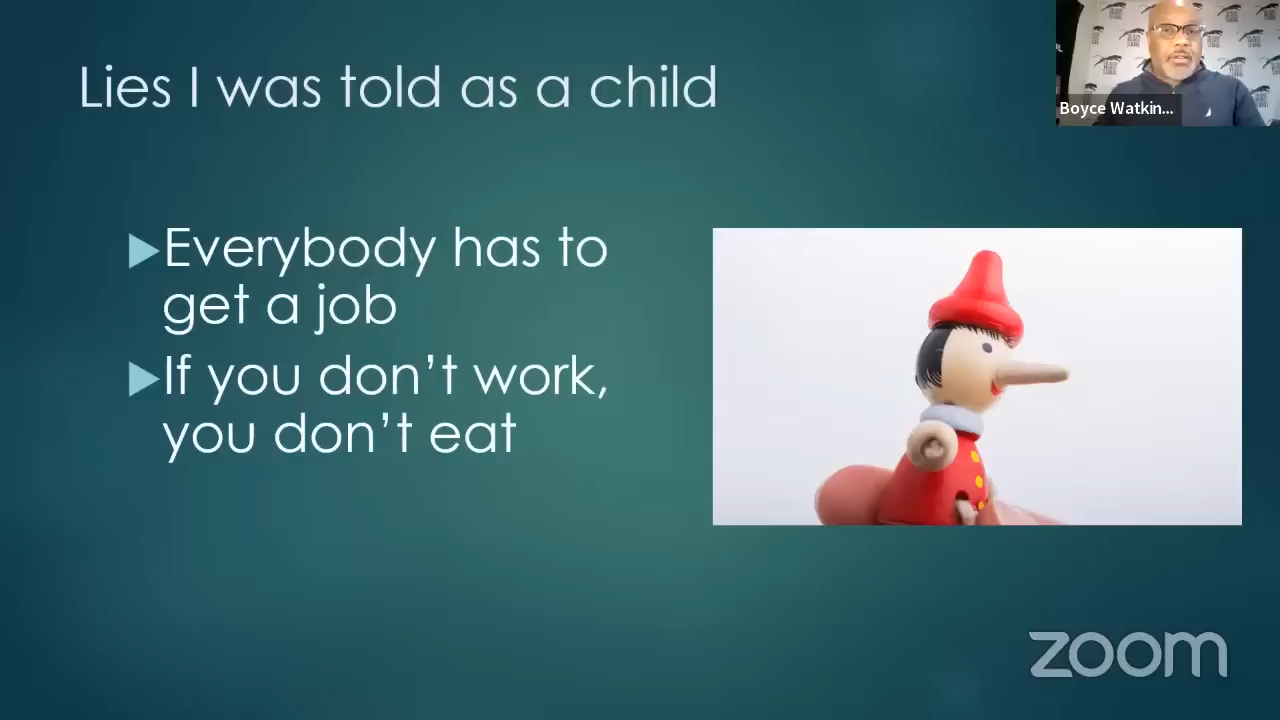 Lies I was told as a child
Boyce Watkin...
Everybody has to
get a job
If you don’t work,
you don’t eat
zoom